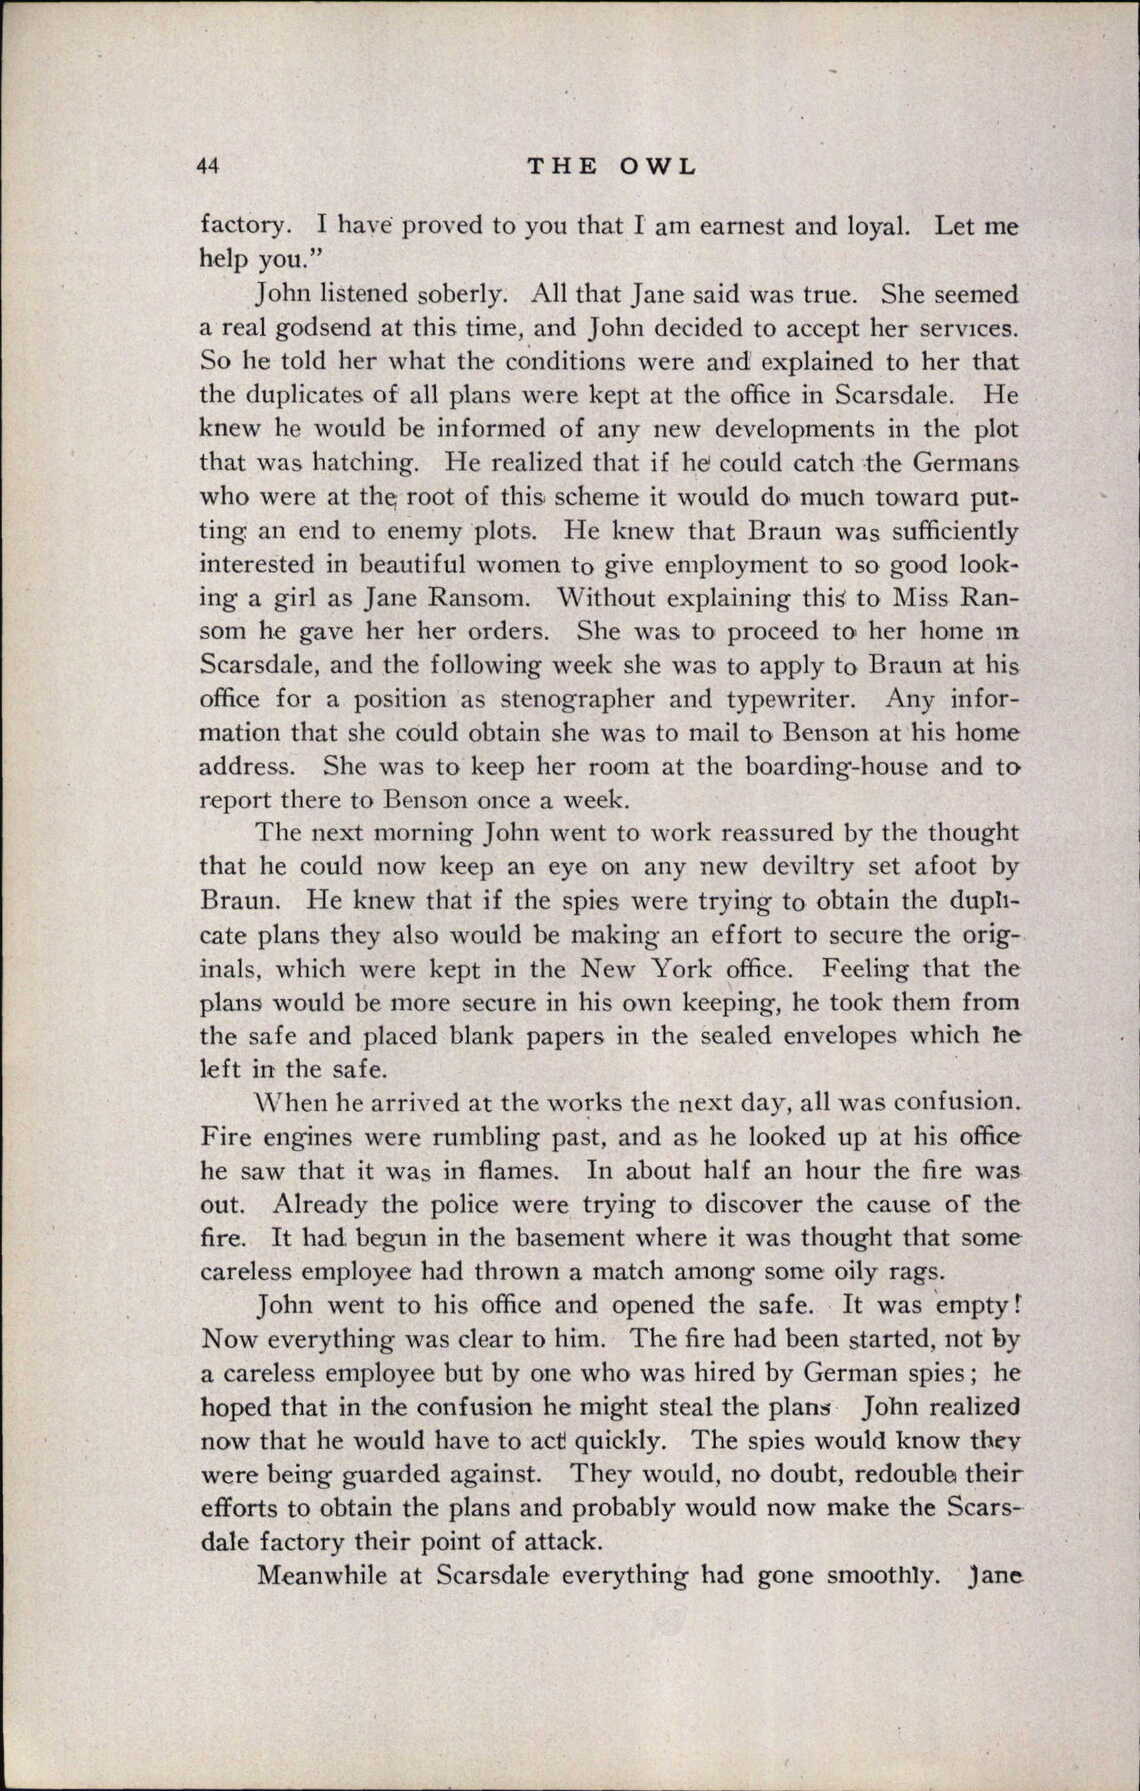 44 THE OWL
factory. I have proved to you that I am earnest and loyal. Let me
help you.”
John listened soberly. All that Jane said was true. She seemed
a real godsend at this time, and John decided to accept her services.
So he told her what the conditions were and explained to her that
the duplicates of all plans were kept at the office in Scarsdale. He
knew he would be informed of any new developments in the plot
that was hatching. He realized that if he could catch the Germans
who were at the root of this scheme it would do much toward put-
ting an end to enemy plots. He knew that Braun was sufficiently
interested in beautiful women to give employment to so good look-
ing a girl as Jane Ransom. Without explaining this to Miss Ran-
som he gave her her orders. She was to proceed to her home in
Scarsdale, and the following week she was to apply to Braun at his
office for a position as stenographer and typewriter. Any infor-
mation that she could obtain she was to mail to Benson at his home
address. She was to keep her room at the boarding-house and to
report there to Benson once a week.
The next morning John went to work reassured by the thought
that he could now keep an eye on any new deviltry set afoot by
Braun. He knew that if the spies were trying to obtain the dupli-
cate plans they also would be making an effort to secure the orig-
inals, which were kept in the New York office. Feeling that the
plans would be more secure in his own keeping, he took them from
the safe and placed blank papers in the sealed envelopes which he
left in the safe.
When he arrived at the works the next day, all was confusion.
Fire engines were rumbling past, and as he looked up at his office
he saw that it was in flames. In about half an hour the fire was
out. Already the police were trying to discover the cause of the
fire. It had begun in the basement where it was thought that some
careless employee had thrown a match among some oily rags.
John went to his office and opened the safe. It was empty!
Now everything was clear to him. The fire had been started, not by
a careless employee but by one who was hired by German spies; he
hoped that in the confusion he might steal the plans John realized
now that he would have to act quickly. The spies would know they
were being guarded against. They would, no doubt, redouble their
efforts to obtain the plans and probably would now make the Scars-
dale factory their point of attack.
Meanwhile at Scarsdale everything had gone smoothly. Jane